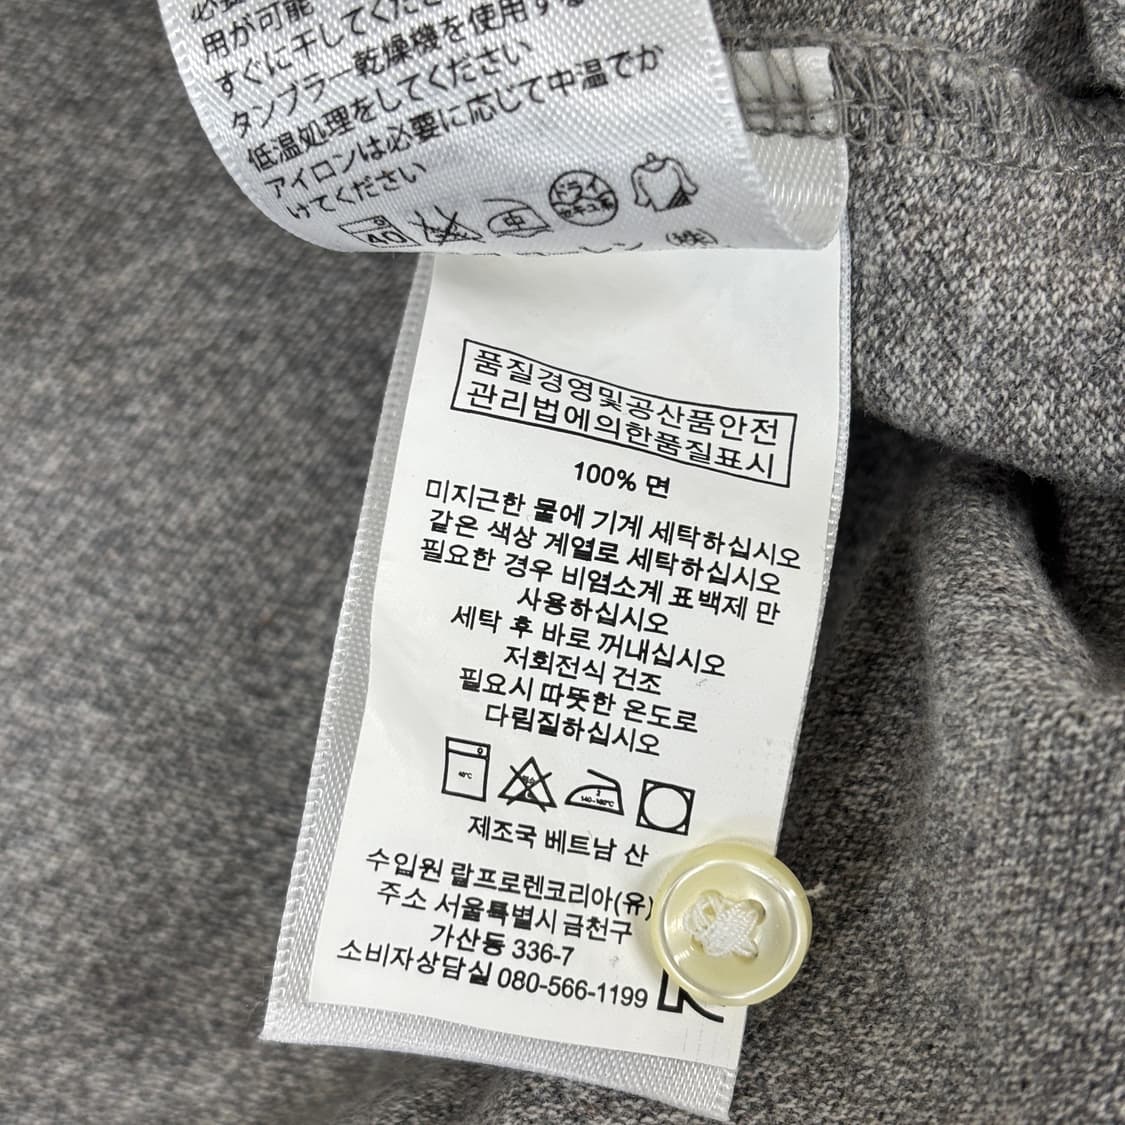 用が可能
すぐに干してくださ
タンブラー乾燥機を使用する
低温処理をしてください
アイロンは必要に応じて中温でか
けてください
40
中
ドライ
(株)
품질경영및공산품안전
관리법에의한품질표시
100% 면
미지근한 물에 기계 세탁하십시오
같은 색상 계열로 세탁하십시오
필요한 경우 비염소계 표백제 만
사용하십시오
세탁 후 바로 꺼내십시오
저회전식 건조
필요시 따뜻한 온도로
다림질하십시오
40°C
2
140~160°C
제조국 베트남 산
수입원 랄프로렌코리아(유)
주소 서울특별시 금천구
가산동 336-7
소비자상담실 080-566-1199